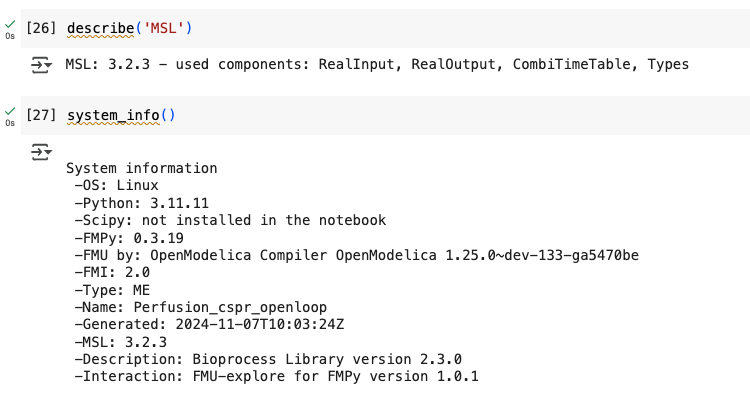 [26] describe('MSL')
0s
MSL: 3.2.3 – used components: RealInput, RealOutput, CombiTimeTable, Types
[27] system_info()
0s
System information
-OS: Linux
-Python: 3.11.11
-Scipy: not installed in the notebook
-FMPy: 0.3.19
-FMU by: OpenModelica Compiler OpenModelica 1.25.0~dev-133-ga5470be
-FMI: 2.0
-Type: ME
-Name: Perfusion_cspr_openloop
-Generated: 2024-11-07T10:03:24Z
-MSL: 3.2.3
-Description: Bioprocess Library version 2.3.0
-Interaction: FMU-explore for FMPy version 1.0.1